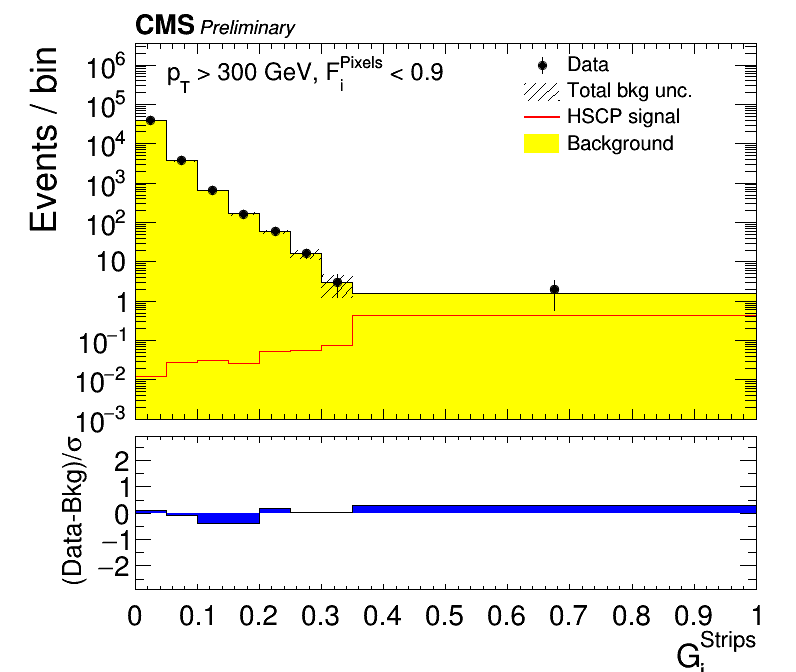 CMS Preliminary
p_T > 300 GeV, F_i^Pixels < 0.9
Data
Total bkg unc.
HSCP signal
Background
Events / bin
10^6
10^5
10^4
10^3
10^2
10
1
10^−1
10^−2
10^−3
(Data-Bkg)/σ
2
1
0
−1
−2
0 0.1 0.2 0.3 0.4 0.5 0.6 0.7 0.8 0.9 1
G_i^Strips